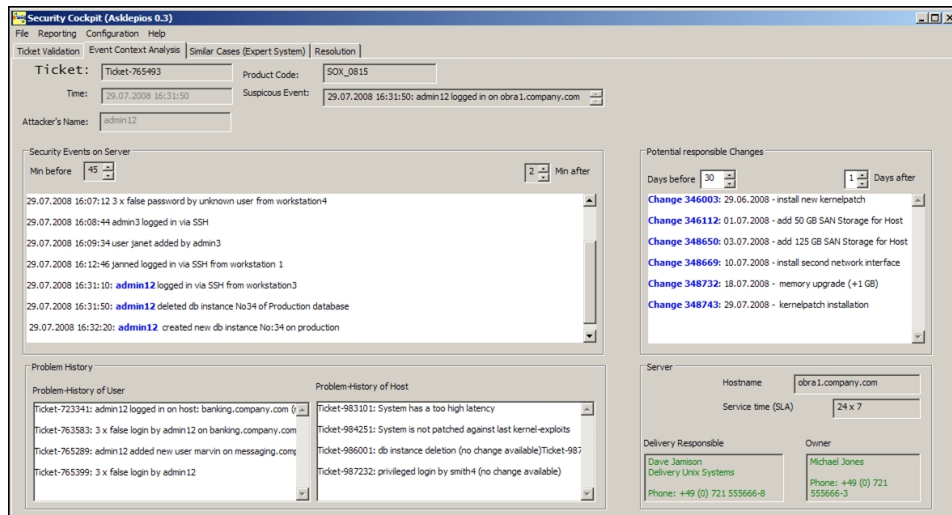 Security Cockpit (Asklepios 0.3)
File Reporting Configuration Help
Ticket Validation Event Context Analysis Similar Cases (Expert System) Resolution
Ticket: Ticket-765493 Product Code: SOX_0815
Time: 29.07.2008 16:31:50 Suspicous Event: 29.07.2008 16:31:50: admin12 logged in on obra1.company.com
Attacker's Name: admin12
Security Events on Server
Min before 45 2 Min after
29.07.2008 16:07:12 3 x false password by unknown user from workstation4
29.07.2008 16:08:44 admin3 logged in via SSH
29.07.2008 16:09:34 user janet added by admin3
29.07.2008 16:12:46 janned logged in via SSH from workstation 1
29.07.2008 16:31:10: admin12 logged in via SSH from workstation3
29.07.2008 16:31:50: admin12 deleted db instance No34 of Production database
29.07.2008 16:32:20: admin12 created new db instance No:34 on production
Potential responsible Changes
Days before 30 1 Days after
Change 346003: 29.06.2008 - install new kernelpatch
Change 346112: 01.07.2008 - add 50 GB SAN Storage for Host
Change 348650: 03.07.2008 - add 125 GB SAN Storage for Host
Change 348669: 10.07.2008 - install second network interface
Change 348732: 18.07.2008 - memory upgrade (+1 GB)
Change 348743: 29.07.2008 - kernelpatch installation
Problem History
Problem-History of User
Ticket-723341: admin12 logged in on host: banking.company.com
Ticket-763583: 3 x false login by admin12 on banking.company.com
Ticket-765289: admin12 added new user marvin on messaging.comp
Ticket-765399: 3 x false login by admin12
Problem-History of Host
Ticket-983101: System has a too high latency
Ticket-984251: System is not patched against last kernel-exploits
Ticket-986001: db instance deletion (no change available)Ticket-987
Ticket-987232: privileged login by smith4 (no change available)
Server
Hostname obra1.company.com
Service time (SLA) 24 x 7
Delivery Responsible
Dave Jamison
Delivery Unix Systems
Phone: +49 (0) 721 555666-8
Owner
Michael Jones
Phone: +49 (0) 721
555666-3